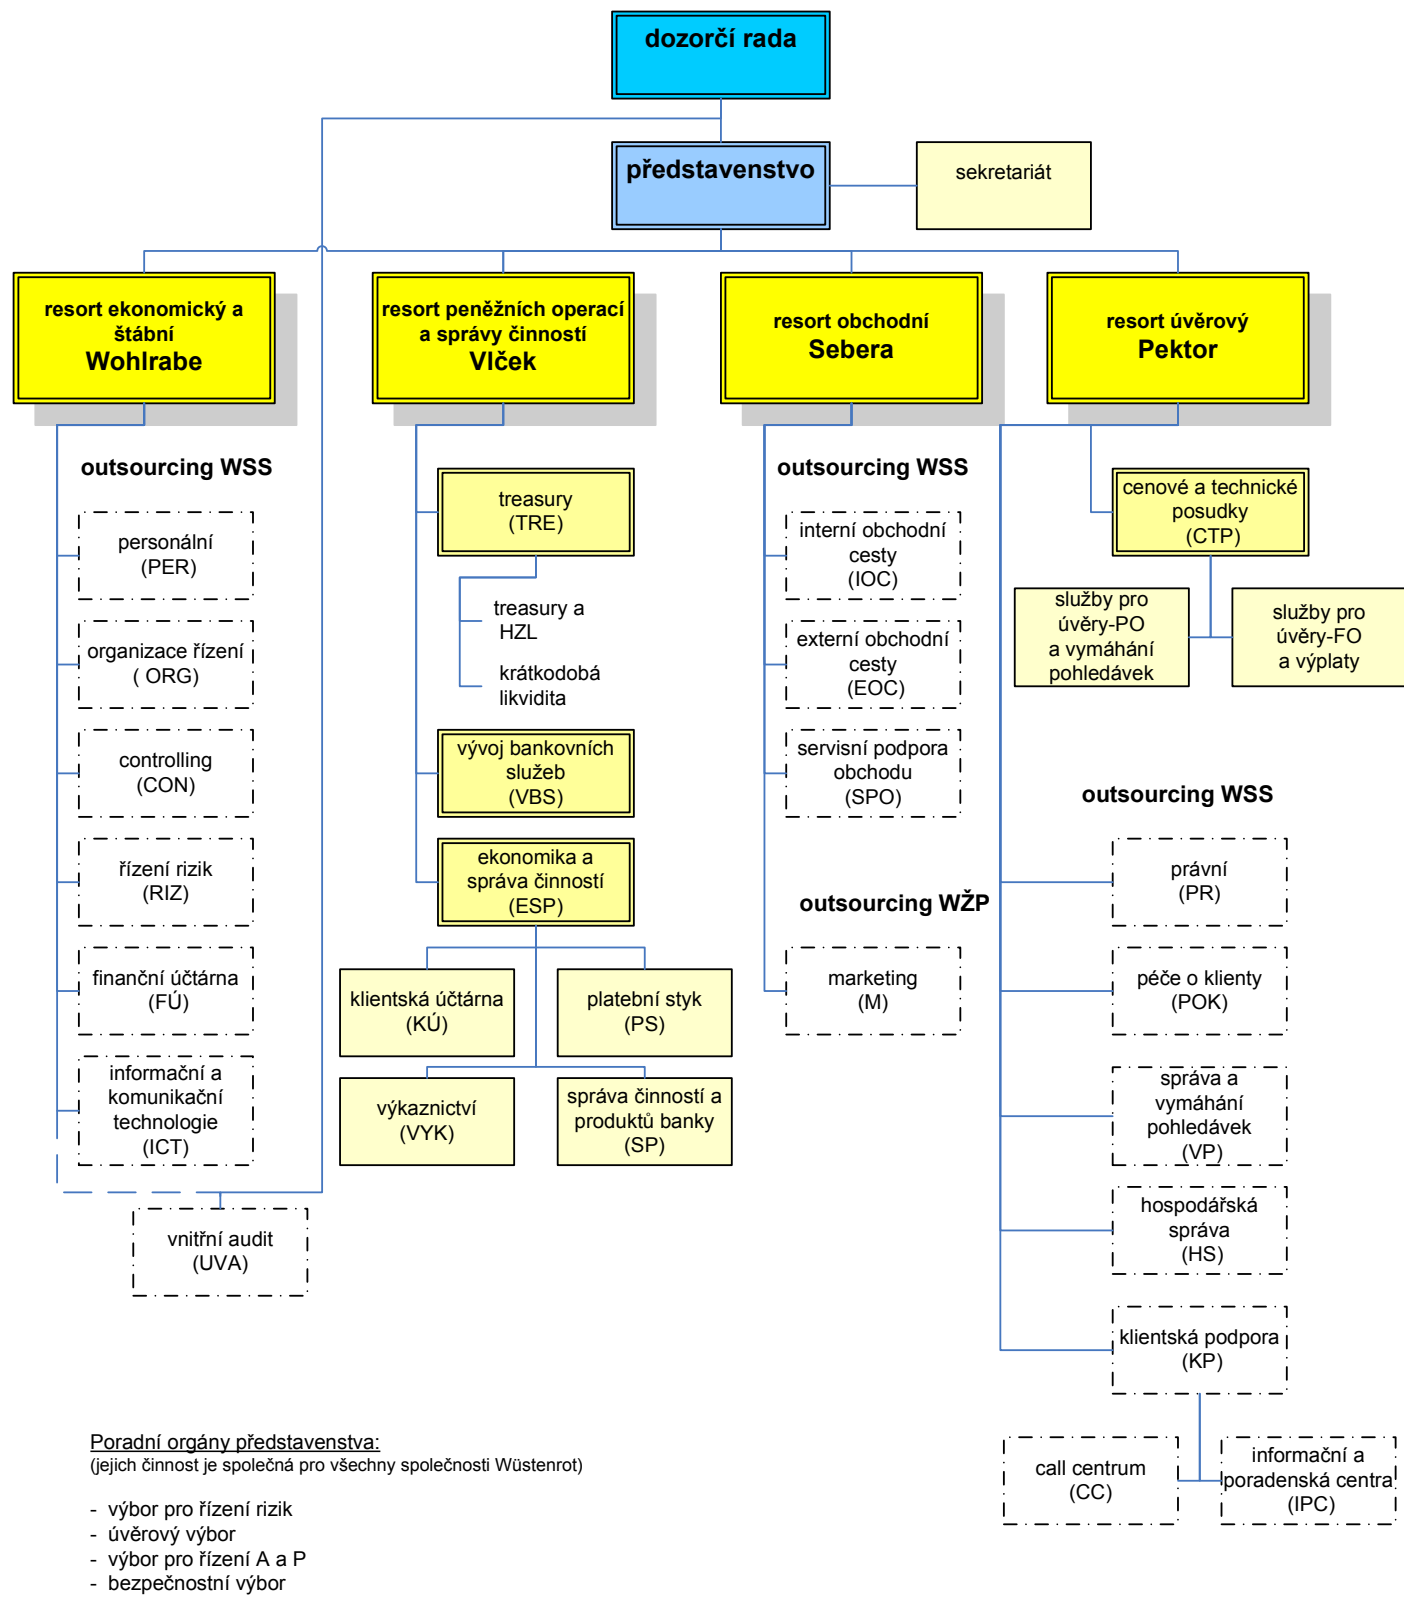 dozorčí rada
představenstvo
sekretariát
resort ekonomický a
štábní
Wohlrabe
resort peněžních operací
a správy činností
Vlček
resort obchodní
Sebera
resort úvěrový
Pektor
outsourcing WSS
personální
(PER)
organizace řízení
( ORG)
controlling
(CON)
řízení rizik
(RIZ)
finanční účtárna
(FÚ)
informační a
komunikační
technologie
(ICT)
vnitřní audit
(UVA)
treasury
(TRE)
treasury a
HZL
krátkodobá
likvidita
vývoj bankovních
služeb
(VBS)
ekonomika a
správa činností
(ESP)
klientská účtárna
(KÚ)
platební styk
(PS)
výkaznictví
(VYK)
správa činností a
produktů banky
(SP)
outsourcing WSS
interní obchodní
cesty
(IOC)
externí obchodní
cesty
(EOC)
servisní podpora
obchodu
(SPO)
outsourcing WŽP
marketing
(M)
cenové a technické
posudky
(CTP)
služby pro
úvěry-PO
a vymáhání
pohledávek
služby pro
úvěry-FO
a výplaty
outsourcing WSS
právní
(PR)
péče o klienty
(POK)
správa a
vymáhání
pohledávek
(VP)
hospodářská
správa
(HS)
klientská podpora
(KP)
call centrum
(CC)
informační a
poradenská centra
(IPC)
Poradní orgány představenstva:
(jejich činnost je společná pro všechny společnosti Wüstenrot)
- výbor pro řízení rizik
- úvěrový výbor
- výbor pro řízení A a P
- bezpečnostní výbor